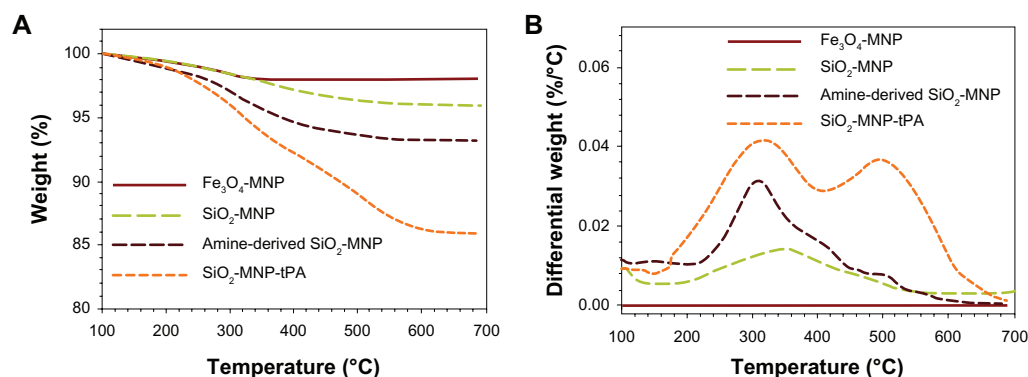 A
100
95
90
85
80
Weight (%)
Fe₃O₄-MNP
SiO₂-MNP
Amine-derived SiO₂-MNP
SiO₂-MNP-tPA
100 200 300 400 500 600 700
Temperature (°C)
B
0.06
0.04
0.02
0.00
Differential weight (%/°C)
Fe₃O₄-MNP
SiO₂-MNP
Amine-derived SiO₂-MNP
SiO₂-MNP-tPA
100 200 300 400 500 600 700
Temperature (°C)